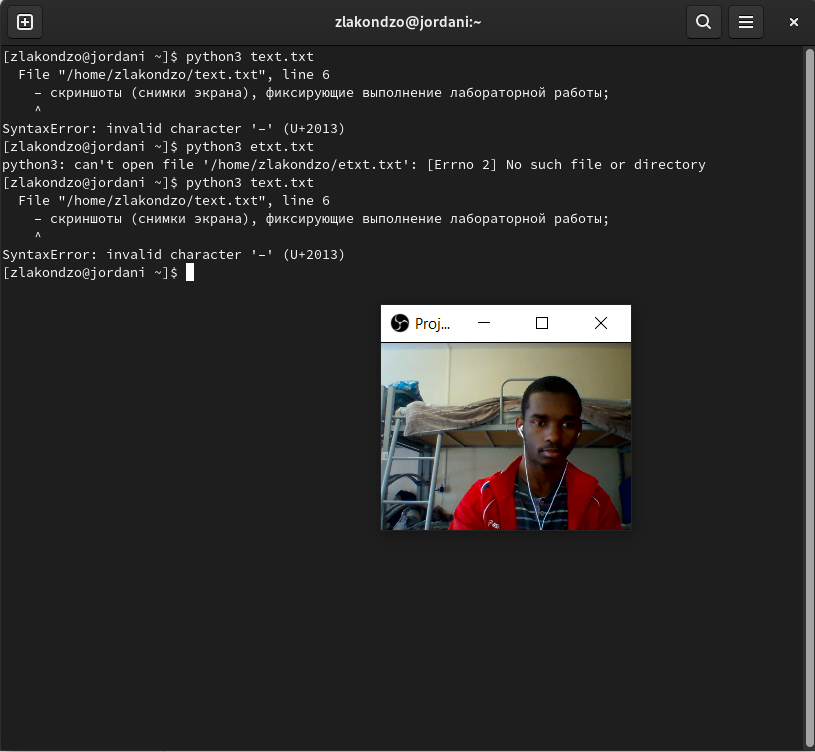 zlakondzo@jordani:~
[zlakondzo@jordani ~]$ python3 text.txt
File "/home/zlakondzo/text.txt", line 6
– скриншоты (снимки экрана), фиксирующие выполнение лабораторной работы;
^
SyntaxError: invalid character '–' (U+2013)
[zlakondzo@jordani ~]$ python3 etxt.txt
python3: can't open file '/home/zlakondzo/etxt.txt': [Errno 2] No such file or directory
[zlakondzo@jordani ~]$ python3 text.txt
File "/home/zlakondzo/text.txt", line 6
– скриншоты (снимки экрана), фиксирующие выполнение лабораторной работы;
^
SyntaxError: invalid character '–' (U+2013)
[zlakondzo@jordani ~]$
Proj...